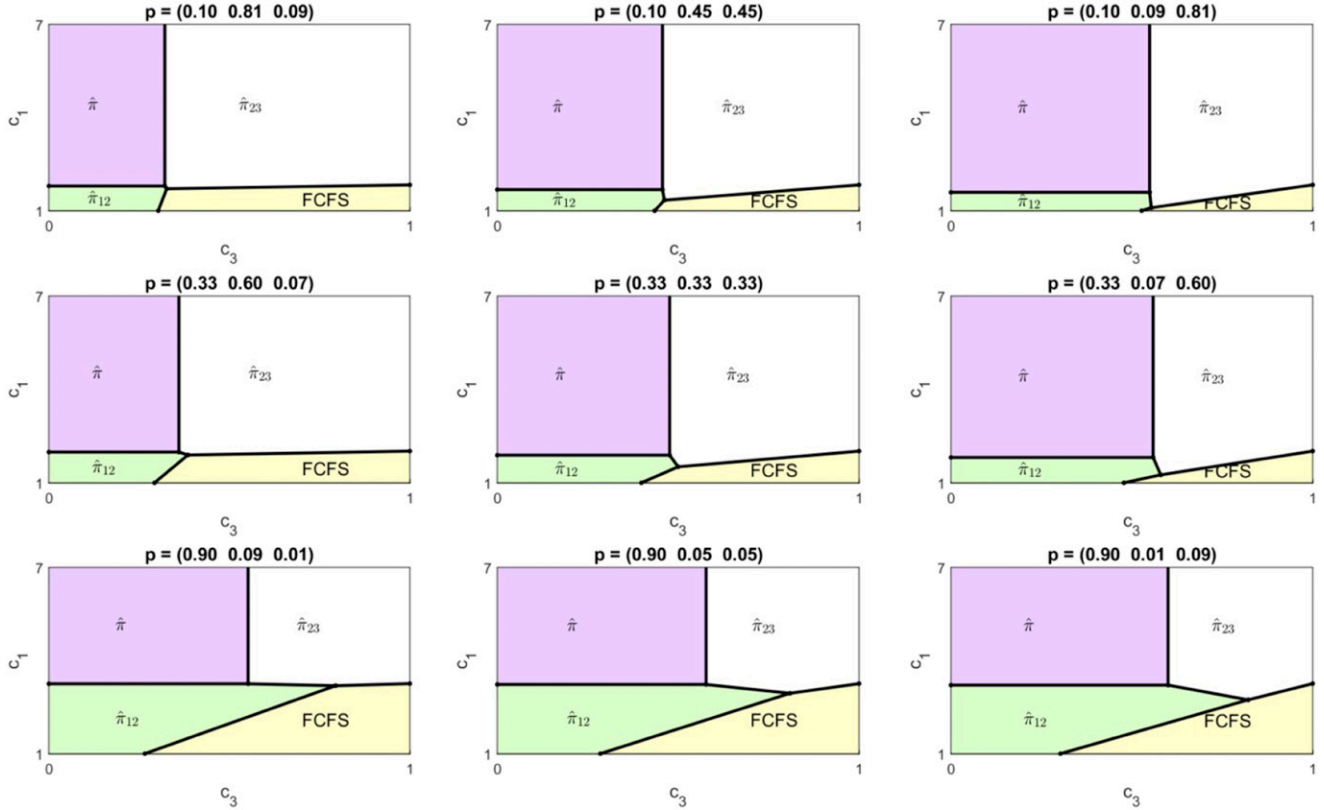 p = (0.10 0.81 0.09)
7
c₁
π̂
π̂₂₃
π̂₁₂
FCFS
1
0
1
c₃
p = (0.10 0.45 0.45)
7
c₁
π̂
π̂₂₃
π̂₁₂
FCFS
1
0
1
c₃
p = (0.10 0.09 0.81)
7
c₁
π̂
π̂₂₃
π̂₁₂
FCFS
1
0
1
c₃
p = (0.33 0.60 0.07)
7
c₁
π̂
π̂₂₃
π̂₁₂
FCFS
1
0
1
c₃
p = (0.33 0.33 0.33)
7
c₁
π̂
π̂₂₃
π̂₁₂
FCFS
1
0
1
c₃
p = (0.33 0.07 0.60)
7
c₁
π̂
π̂₂₃
π̂₁₂
FCFS
1
0
1
c₃
p = (0.90 0.09 0.01)
7
c₁
π̂
π̂₂₃
π̂₁₂
FCFS
1
0
1
c₃
p = (0.90 0.05 0.05)
7
c₁
π̂
π̂₂₃
π̂₁₂
FCFS
1
0
1
c₃
p = (0.90 0.01 0.09)
7
c₁
π̂
π̂₂₃
π̂₁₂
FCFS
1
0
1
c₃